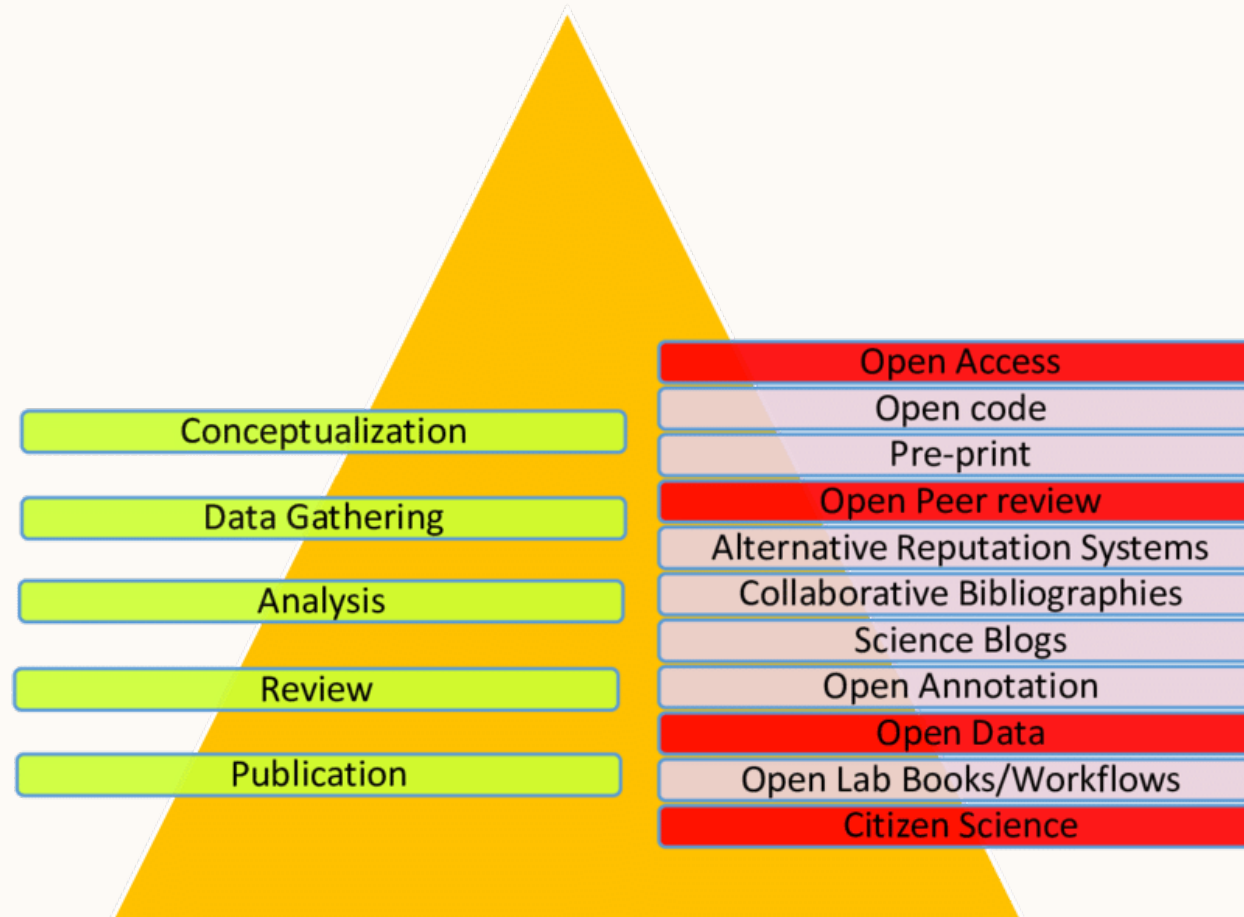 Conceptualization
Data Gathering
Analysis
Review
Publication
Open Access
Open code
Pre-print
Open Peer review
Alternative Reputation Systems
Collaborative Bibliographies
Science Blogs
Open Annotation
Open Data
Open Lab Books/Workflows
Citizen Science